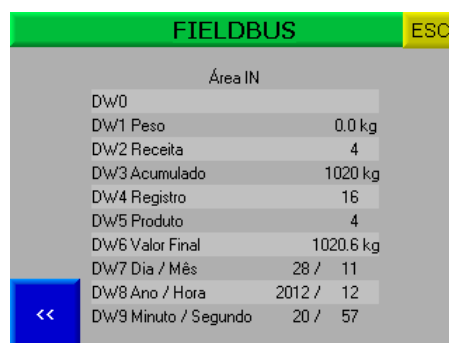 FIELDBUS ESC
Área IN
DW0
DW1 Peso 0.0 kg
DW2 Receita 4
DW3 Acumulado 1020 kg
DW4 Registro 16
DW5 Produto 4
DW6 Valor Final 1020.6 kg
DW7 Dia / Mês 28 / 11
DW8 Ano / Hora 2012 / 12
DW9 Minuto / Segundo 20 / 57
<<